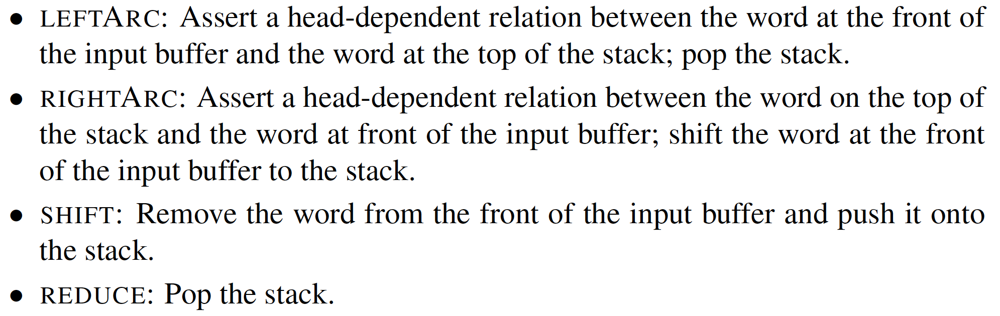 • LEFTARC: Assert a head-dependent relation between the word at the front of
the input buffer and the word at the top of the stack; pop the stack.
• RIGHTARC: Assert a head-dependent relation between the word on the top of
the stack and the word at front of the input buffer; shift the word at the front
of the input buffer to the stack.
• SHIFT: Remove the word from the front of the input buffer and push it onto
the stack.
• REDUCE: Pop the stack.